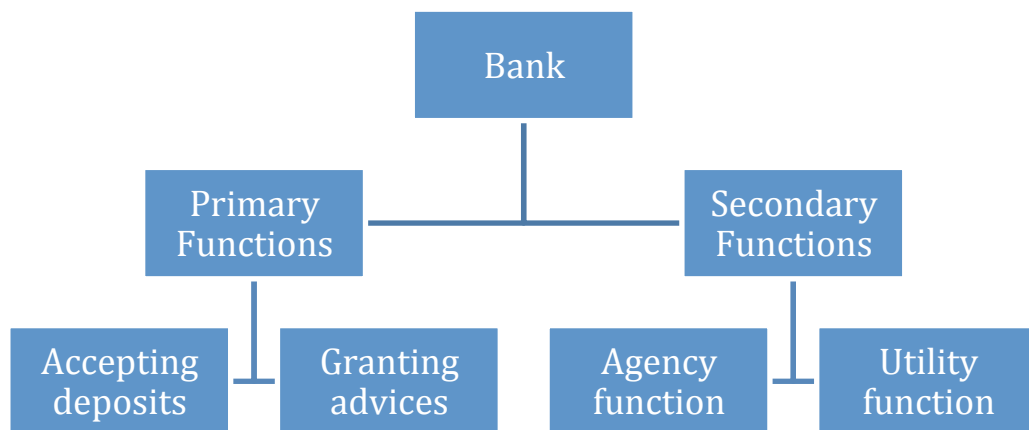 Bank
Primary
Functions
Secondary
Functions
Accepting
deposits
Granting
advices
Agency
function
Utility
function